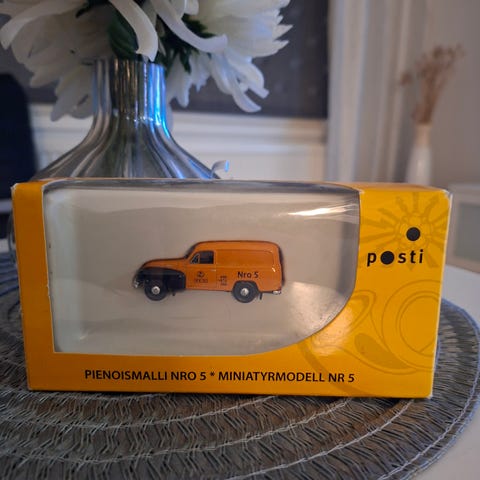 posti
Nro 5
PIENOISMALLI NRO 5 * MINIATYRMODELL NR 5